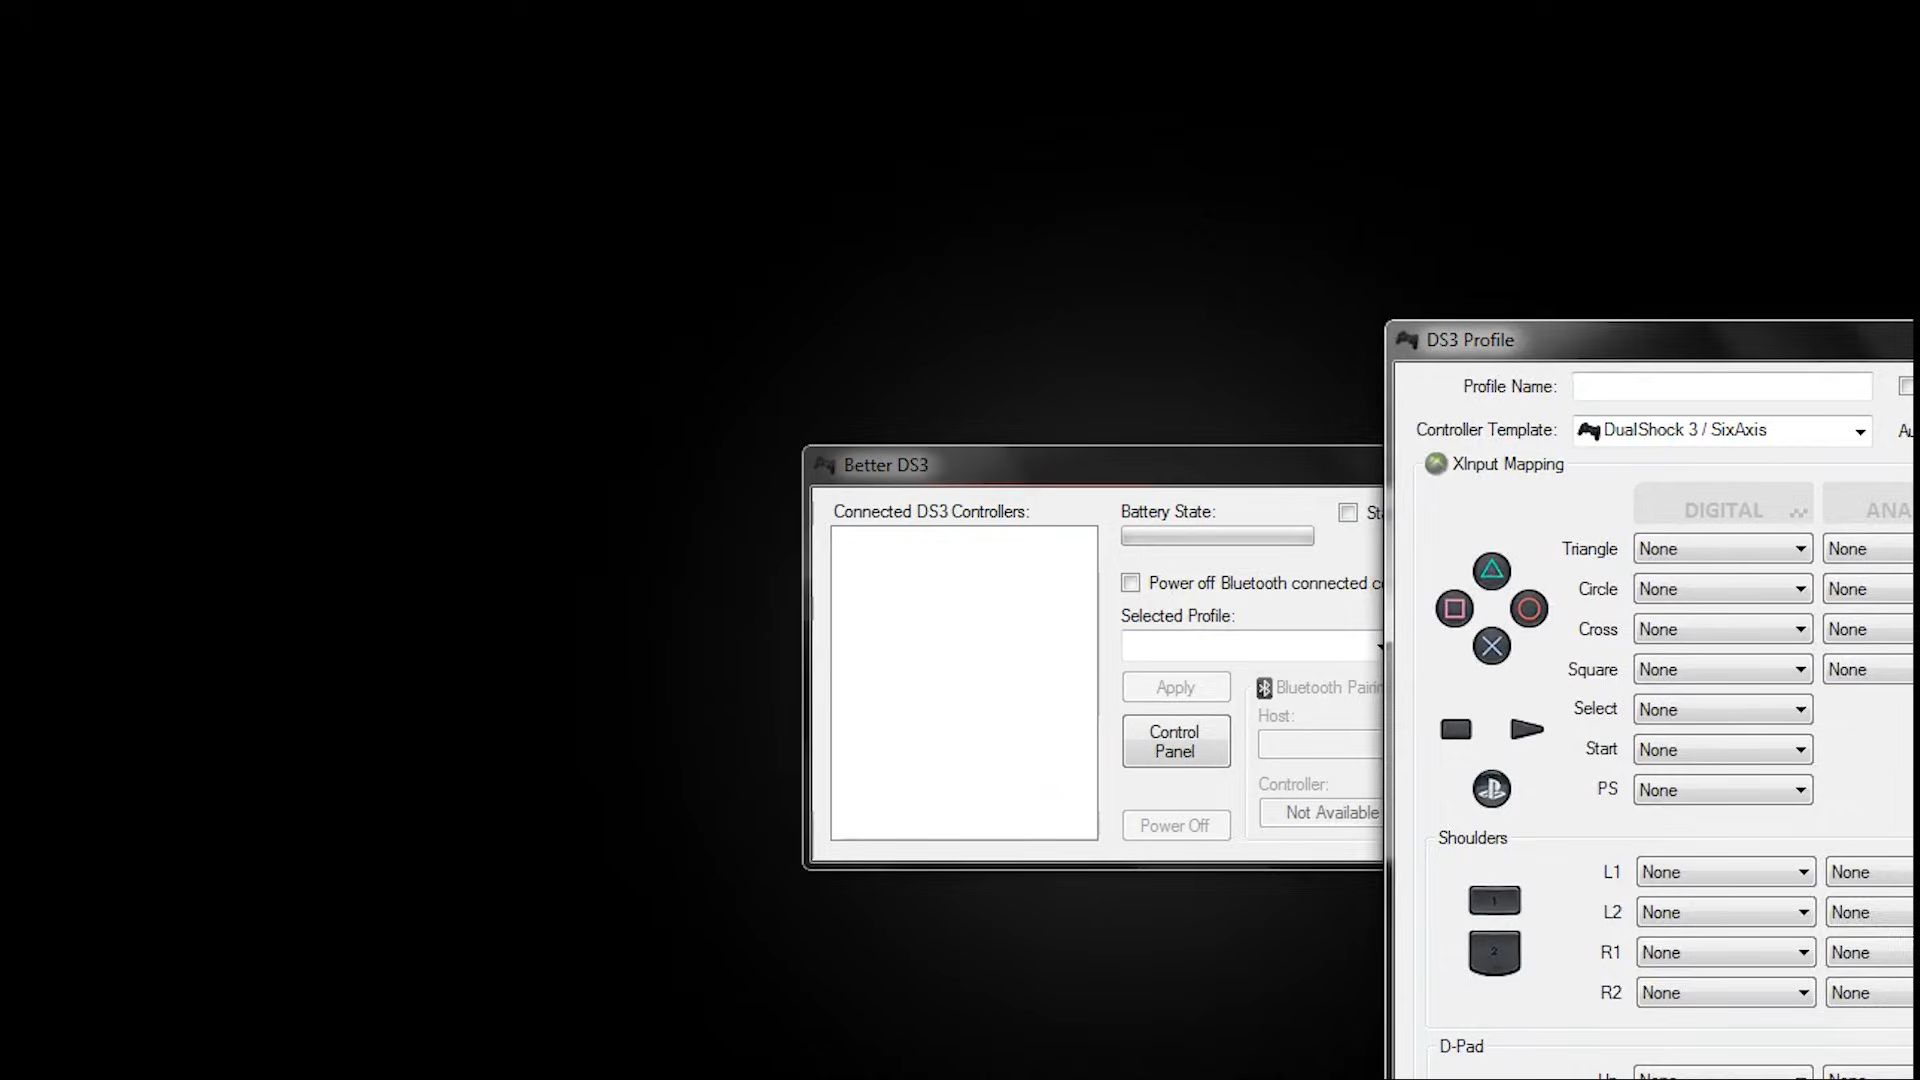 DS3 Profile
Profile Name:
Controller Template: DualShock 3 / SixAxis
XInput Mapping
DIGITAL
Triangle None None
Circle None None
Cross None None
Square None None
Select None
Start None
PS None
Shoulders
L1 None None
L2 None None
R1 None None
R2 None None
D-Pad
Better DS3
Connected DS3 Controllers:
Battery State:
Power off Bluetooth connected
Selected Profile:
Apply
Control
Panel
Power Off
Bluetooth
Host:
Controller:
Not Available
1
2